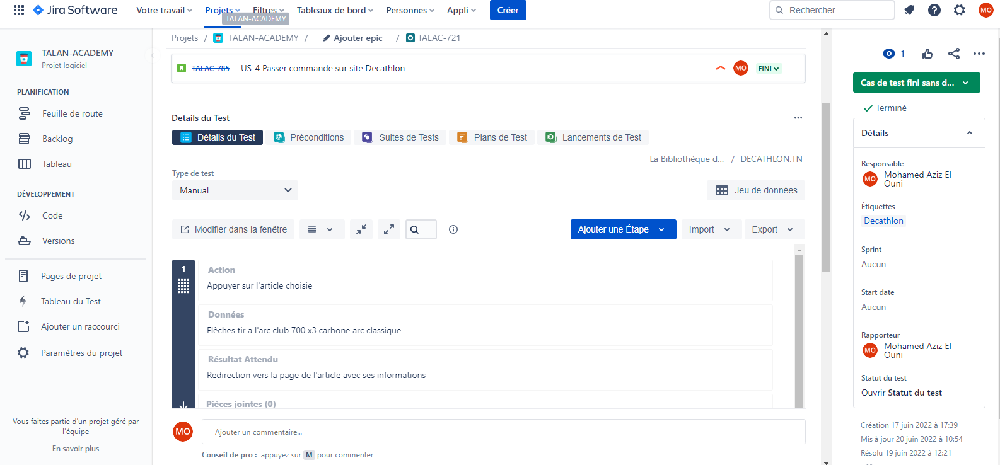 Jira Software
Votre travail
Projets
Filtres
Tableaux de bord
Personnes
Appli
Créer
Rechercher
MO
TALAN-ACADEMY
TALAN-ACADEMY
Projet logiciel
PLANIFICATION
Feuille de route
Backlog
Tableau
DÉVELOPPEMENT
Code
Versions
Pages de projet
Tableau du Test
Ajouter un raccourci
Paramètres du projet
Vous faites partie d'un projet géré par
l'équipe
En savoir plus
Projets / TALAN-ACADEMY / Ajouter epic / TALAC-721
TALAC-785 US-4 Passer commande sur site Decathlon MO FINI
Details du Test
Détails du Test
Préconditions
Suites de Tests
Plans de Test
Lancements de Test
La Bibliothèque d... / DECATHLON.TN
Type de test
Manual
Jeu de données
Modifier dans la fenêtre
Ajouter une Étape
Import
Export
1
Action
Appuyer sur l'article choisie
Données
Flèches tir a l'arc club 700 x3 carbone arc classique
Résultat Attendu
Redirection vers la page de l'article avec ses informations
Pièces jointes (0)
MO
Ajouter un commentaire...
Conseil de pro : appuyez sur M pour commenter
1
Cas de test fini sans d...
Terminé
Détails
Responsable
MO
Mohamed Aziz El
Ouni
Étiquettes
Decathlon
Sprint
Aucun
Start date
Aucun
Rapporteur
MO
Mohamed Aziz El
Ouni
Statut du test
Ouvrir Statut du test
Création 17 juin 2022 à 17:39
Mis à jour 20 juin 2022 à 10:54
Résolu 19 juin 2022 à 12:21